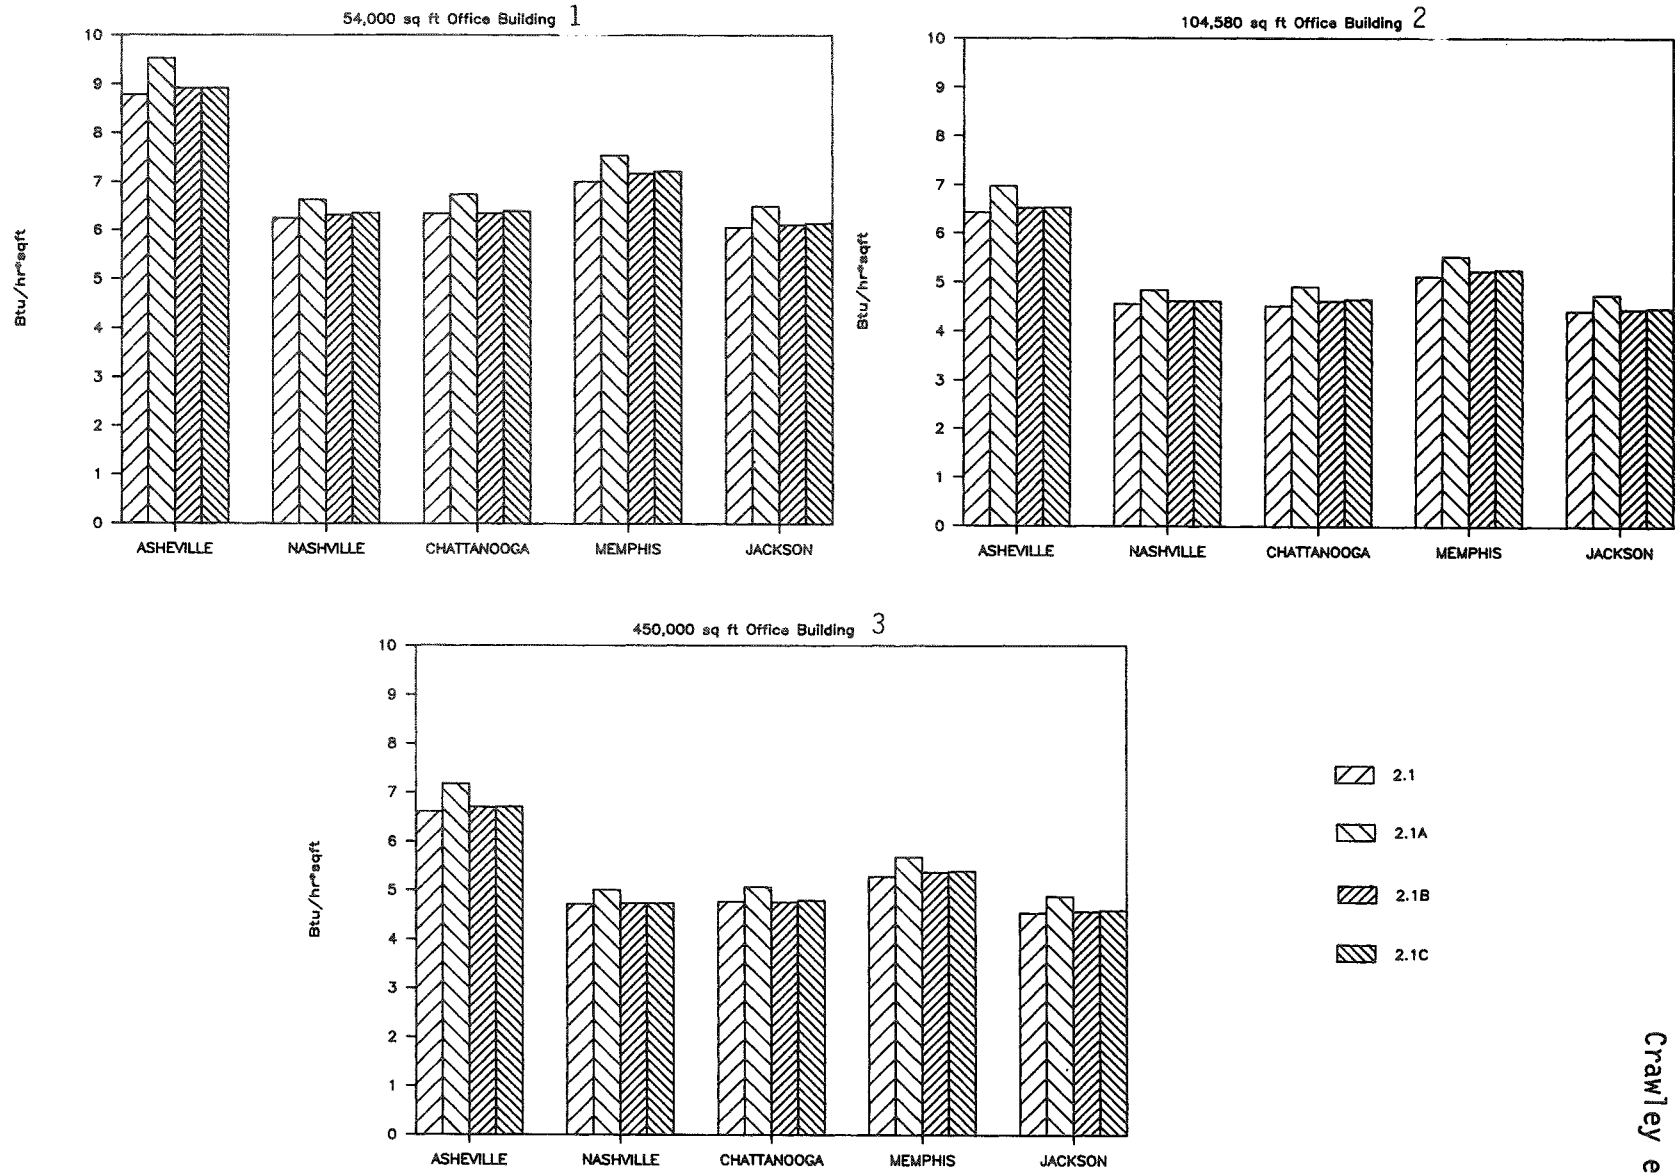 54,000 sq ft Office Building 1
Btu/hr*sqft
10
9
8
7
6
5
4
3
2
1
0
ASHEVILLE NASHVILLE CHATTANOOGA MEMPHIS JACKSON
104,580 sq ft Office Building 2
Btu/hr*sqft
10
9
8
7
6
5
4
3
2
1
0
ASHEVILLE NASHVILLE CHATTANOOGA MEMPHIS JACKSON
450,000 sq ft Office Building 3
Btu/hr*sqft
10
9
8
7
6
5
4
3
2
1
0
ASHEVILLE NASHVILLE CHATTANOOGA MEMPHIS JACKSON
2.1
2.1A
2.1B
2.1C
Crawley e